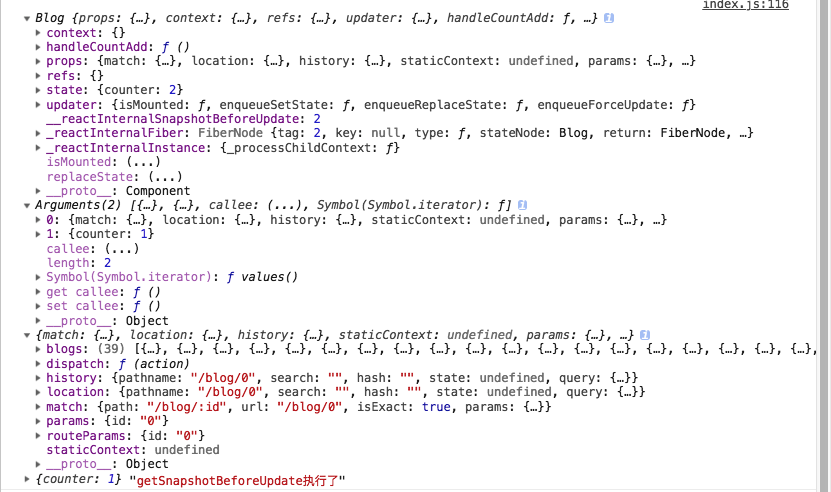 index.js:116
Blog {props: {…}, context: {…}, refs: {…}, updater: {…}, handleCountAdd: ƒ, …}
context: {}
handleCountAdd: ƒ ()
props: {match: {…}, location: {…}, history: {…}, staticContext: undefined, params: {…}, …}
refs: {}
state: {counter: 2}
updater: {isMounted: ƒ, enqueueSetState: ƒ, enqueueReplaceState: ƒ, enqueueForceUpdate: ƒ}
__reactInternalSnapshotBeforeUpdate: 2
_reactInternalFiber: FiberNode {tag: 2, key: null, type: ƒ, stateNode: Blog, return: FiberNode, …}
_reactInternalInstance: {_processChildContext: ƒ}
isMounted: (...)
replaceState: (...)
__proto__: Component
Arguments(2) [{…}, {…}, callee: (...), Symbol(Symbol.iterator): ƒ]
0: {match: {…}, location: {…}, history: {…}, staticContext: undefined, params: {…}, …}
1: {counter: 1}
callee: (...)
length: 2
Symbol(Symbol.iterator): ƒ values()
get callee: ƒ ()
set callee: ƒ ()
__proto__: Object
{match: {…}, location: {…}, history: {…}, staticContext: undefined, params: {…}, …}
blogs: (39) [{…}, {…}, {…}, {…}, {…}, {…}, {…}, {…}, {…}, {…}, {…}, {…}, {…}, {…}, {…}, {…}, {…}, {…}, {…},
dispatch: ƒ (action)
history: {pathname: "/blog/0", search: "", hash: "", state: undefined, query: {…}}
location: {pathname: "/blog/0", search: "", hash: "", state: undefined, query: {…}}
match: {path: "/blog/:id", url: "/blog/0", isExact: true, params: {…}}
params: {id: "0"}
routeParams: {id: "0"}
staticContext: undefined
__proto__: Object
{counter: 1} "getSnapshotBeforeUpdate执行了"